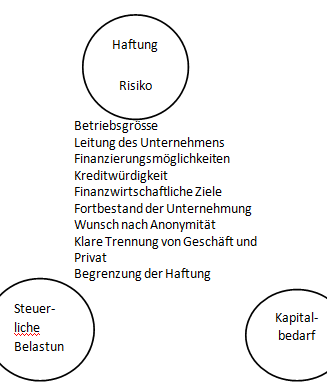 Haftung
Risiko
Betriebsgrösse
Leitung des Unternehmens
Finanzierungsmöglichkeiten
Kreditwürdigkeit
Finanzwirtschaftliche Ziele
Fortbestand der Unternehmung
Wunsch nach Anonymität
Klare Trennung von Geschäft und
Privat
Begrenzung der Haftung
Steuer-
liche
Belastun
Kapital-
bedarf